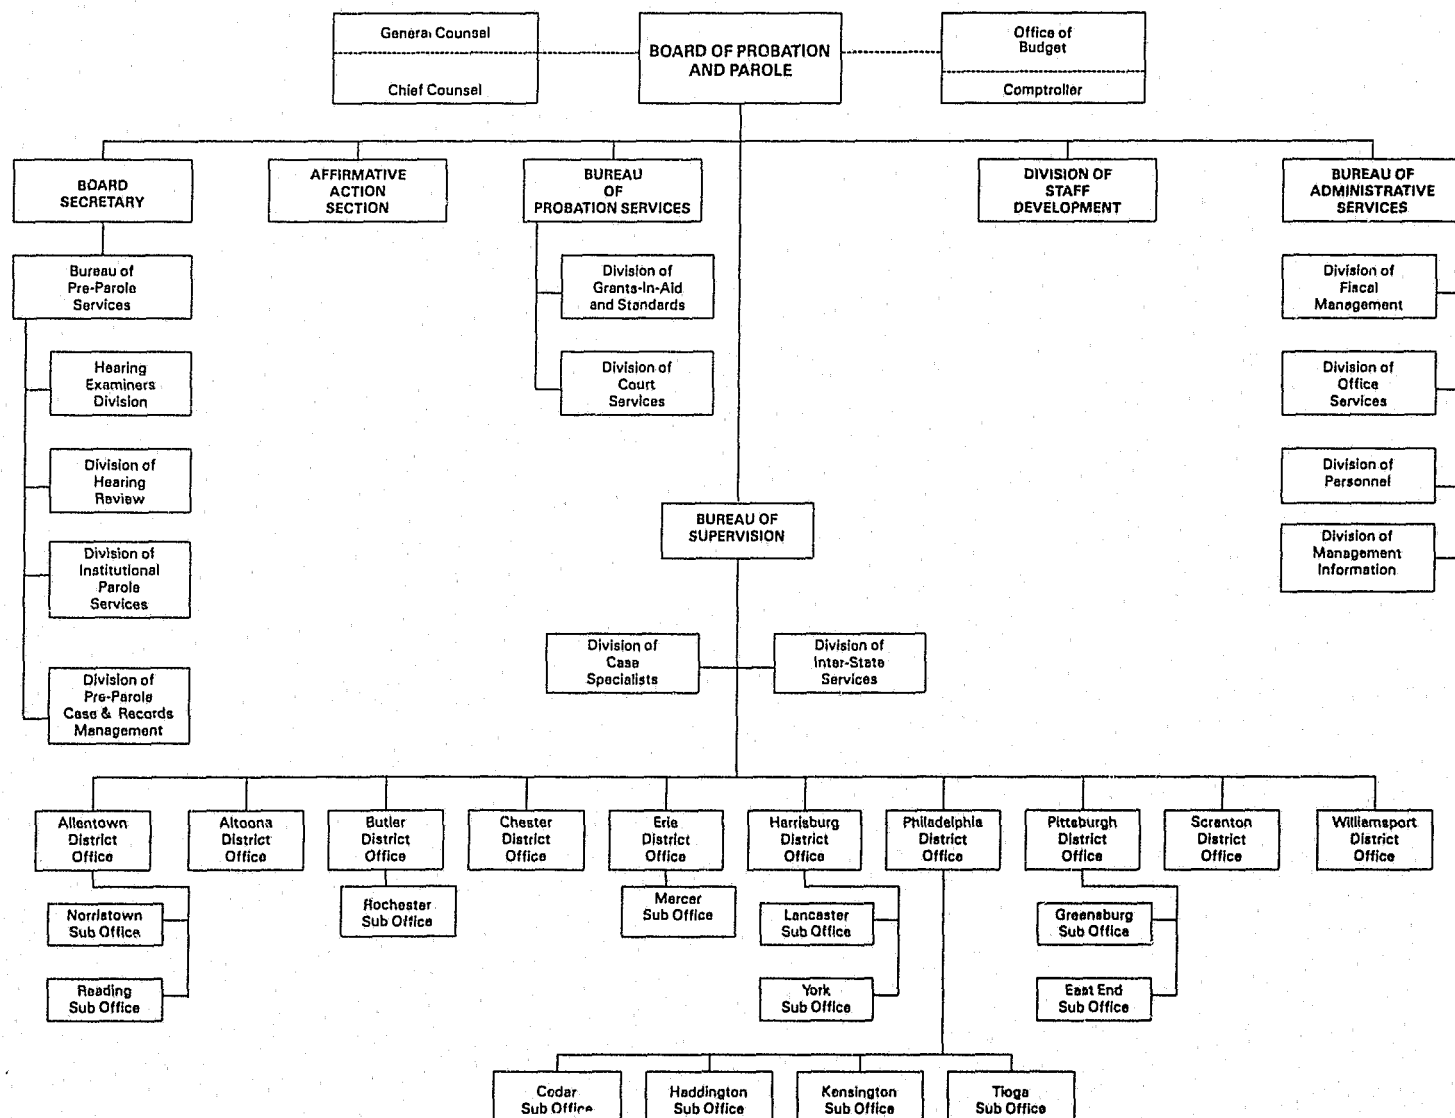 General Counsel
Chief Counsel
BOARD OF PROBATION
AND PAROLE
Office of
Budget
Comptroller
BOARD
SECRETARY
AFFIRMATIVE
ACTION
SECTION
BUREAU
OF
PROBATION SERVICES
DIVISION OF
STAFF
DEVELOPMENT
BUREAU OF
ADMINISTRATIVE
SERVICES
Bureau of
Pre-Parole
Services
Hearing
Examiners
Division
Division of
Hearing
Review
Division of
Institutional
Parole
Services
Division of
Pre-Parole
Case & Records
Management
Division of
Grants-In-Aid
and Standards
Division of
Court
Services
Division of
Fiscal
Management
Division of
Office
Services
Division of
Personnel
Division of
Management
Information
BUREAU OF
SUPERVISION
Division of
Case
Specialists
Division of
Inter-State
Services
Allentown
District
Office
Altoona
District
Office
Butler
District
Office
Chester
District
Office
Erie
District
Office
Harrisburg
District
Office
Philadelphia
District
Office
Pittsburgh
District
Office
Scranton
District
Office
Williamsport
District
Office
Norristown
Sub Office
Reading
Sub Office
Rochester
Sub Office
Mercer
Sub Office
Lancaster
Sub Office
York
Sub Office
Greensburg
Sub Office
East End
Sub Office
Cedar
Sub Office
Haddington
Sub Office
Kensington
Sub Office
Tioga
Sub Office